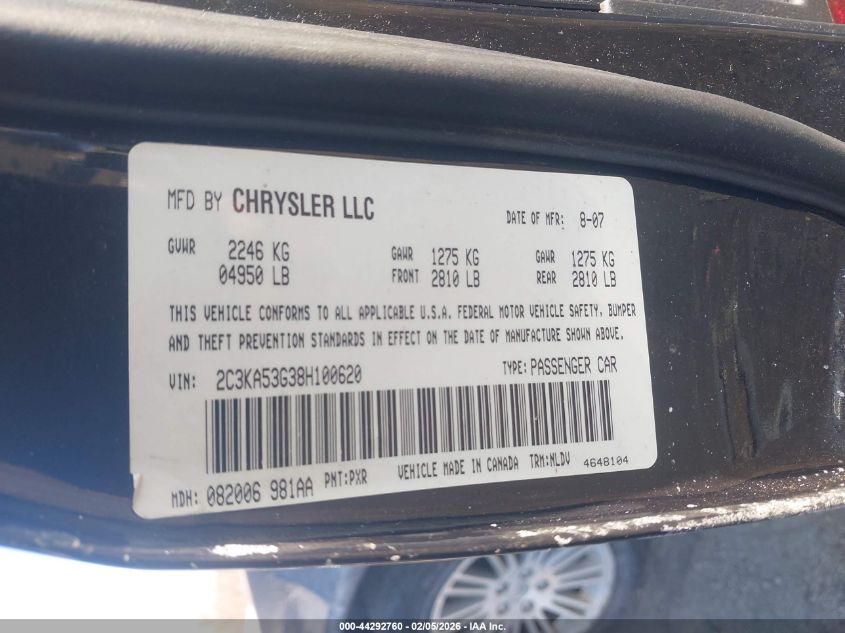 MFD BY CHRYSLER LLC DATE OF MFR: 8-07
GVWR 2246 KG GAWR 1275 KG GAWR 1275 KG
04950 LB FRONT 2810 LB REAR 2810 LB
THIS VEHICLE CONFORMS TO ALL APPLICABLE U.S.A. FEDERAL MOTOR VEHICLE SAFETY, BUMPER
AND THEFT PREVENTION STANDARDS IN EFFECT ON THE DATE OF MANUFACTURE SHOWN ABOVE.
VIN: 2C3KA53G38H100620 TYPE: PASSENGER CAR
MDH: 082006 981AA PNT:PXR VEHICLE MADE IN CANADA TRM:NLDV 4648104
000-44292760 - 02/05/2026 - IAA Inc.